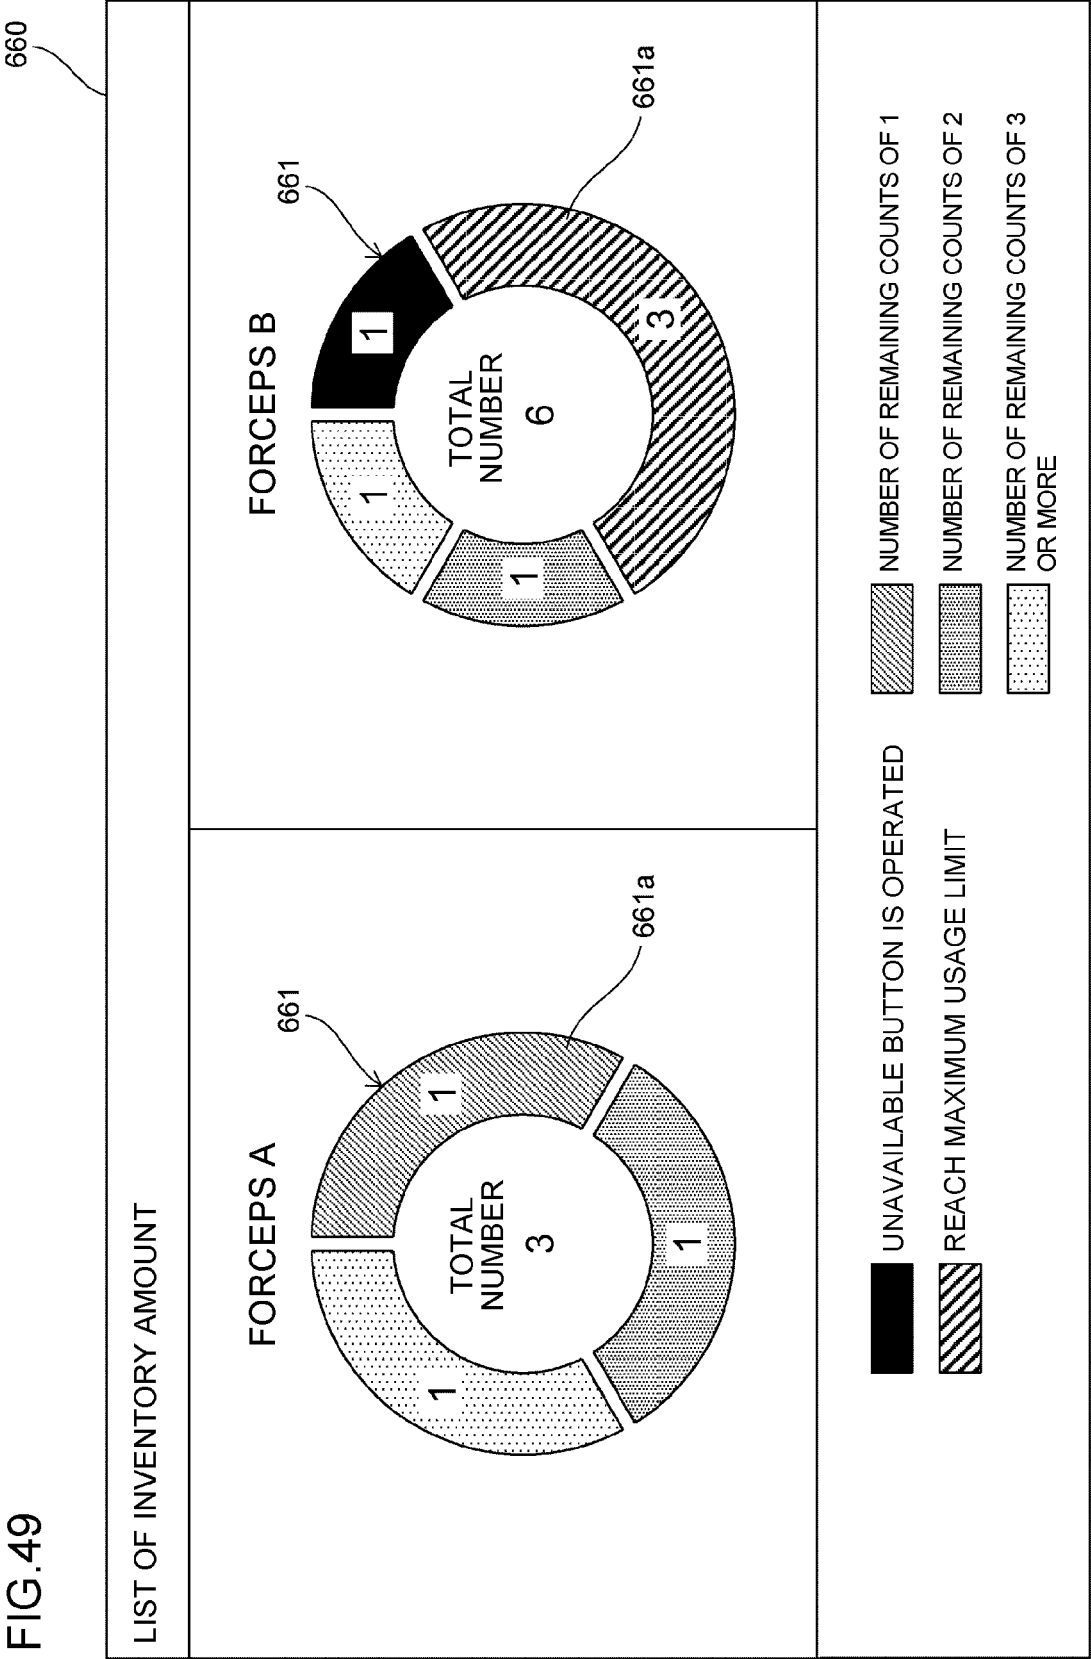 FIG.49
660
LIST OF INVENTORY AMOUNT
FORCEPS A
661
1
1
1
TOTAL
NUMBER
3
661a
FORCEPS B
661
1
1
1
3
TOTAL
NUMBER
6
661a
UNAVAILABLE BUTTON IS OPERATED
REACH MAXIMUM USAGE LIMIT
NUMBER OF REMAINING COUNTS OF 1
NUMBER OF REMAINING COUNTS OF 2
NUMBER OF REMAINING COUNTS OF 3
OR MORE